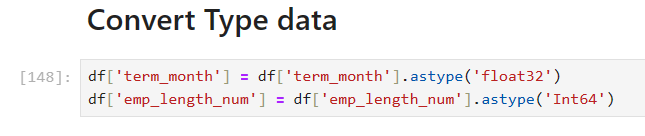 Convert Type data
[148]: df['term_month'] = df['term_month'].astype('float32')
df['emp_length_num'] = df['emp_length_num'].astype('Int64')